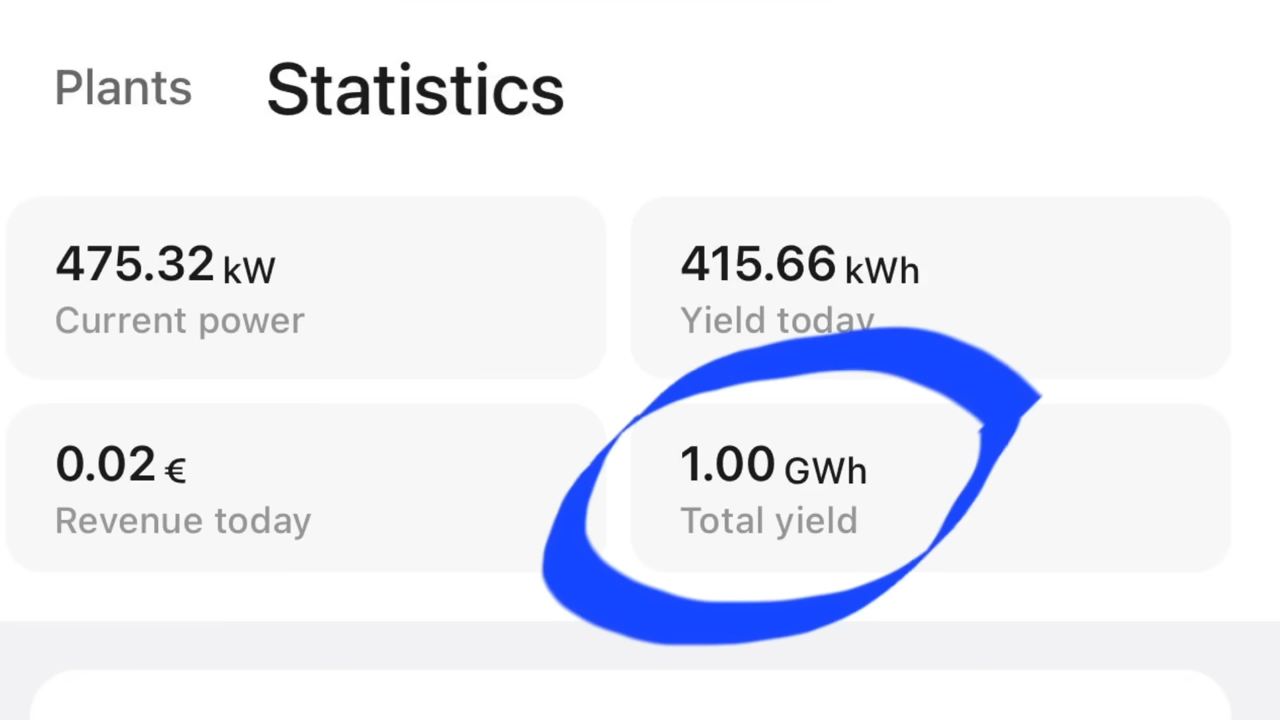 Plants Statistics
475.32 kW
Current power
415.66 kWh
Yield today
0.02 €
Revenue today
1.00 GWh
Total yield